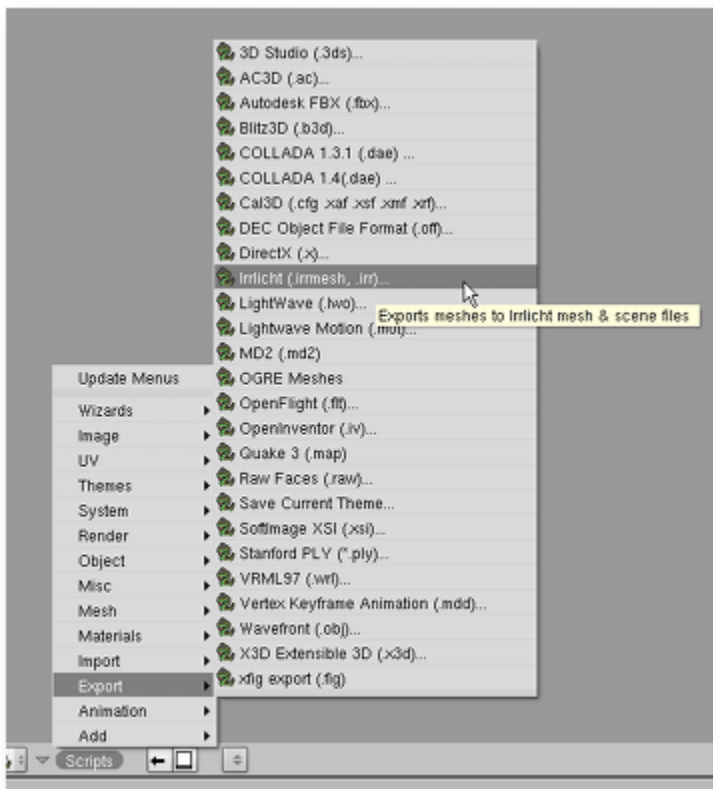 3D Studio (.3ds)...
AC3D (.ac)...
Autodesk FBX (.fbx)...
Blitz3D (.b3d)...
COLLADA 1.3.1 (.dae) ...
COLLADA 1.4(.dae) ...
Cal3D (.cfg .xaf .xsf .xmf .xrf)...
DEC Object File Format (.off)...
DirectX (.x)...
Irrlicht (.irrmesh, .irr)...
LightWave (.lwo)...
Exports meshes to Irrlicht mesh & scene files
Lightwave Motion (.mot)...
MD2 (.md2)
OGRE Meshes
OpenFlight (.flt)...
OpenInventor (.iv)...
Quake 3 (.map)
Raw Faces (.raw)...
Save Current Theme...
Softimage XSI (.xsi)...
Stanford PLY (*.ply)...
VRML97 (.wrl)...
Vertex Keyframe Animation (.mdd)...
Wavefront (.obj)...
X3D Extensible 3D (.x3d)...
xfig export (.fig)
Update Menus
Wizards
Image
UV
Themes
System
Render
Object
Misc
Mesh
Materials
Import
Export
Animation
Add
Scripts